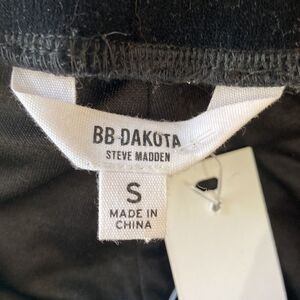 BB DAKOTA
STEVE MADDEN
S
MADE IN
CHINA